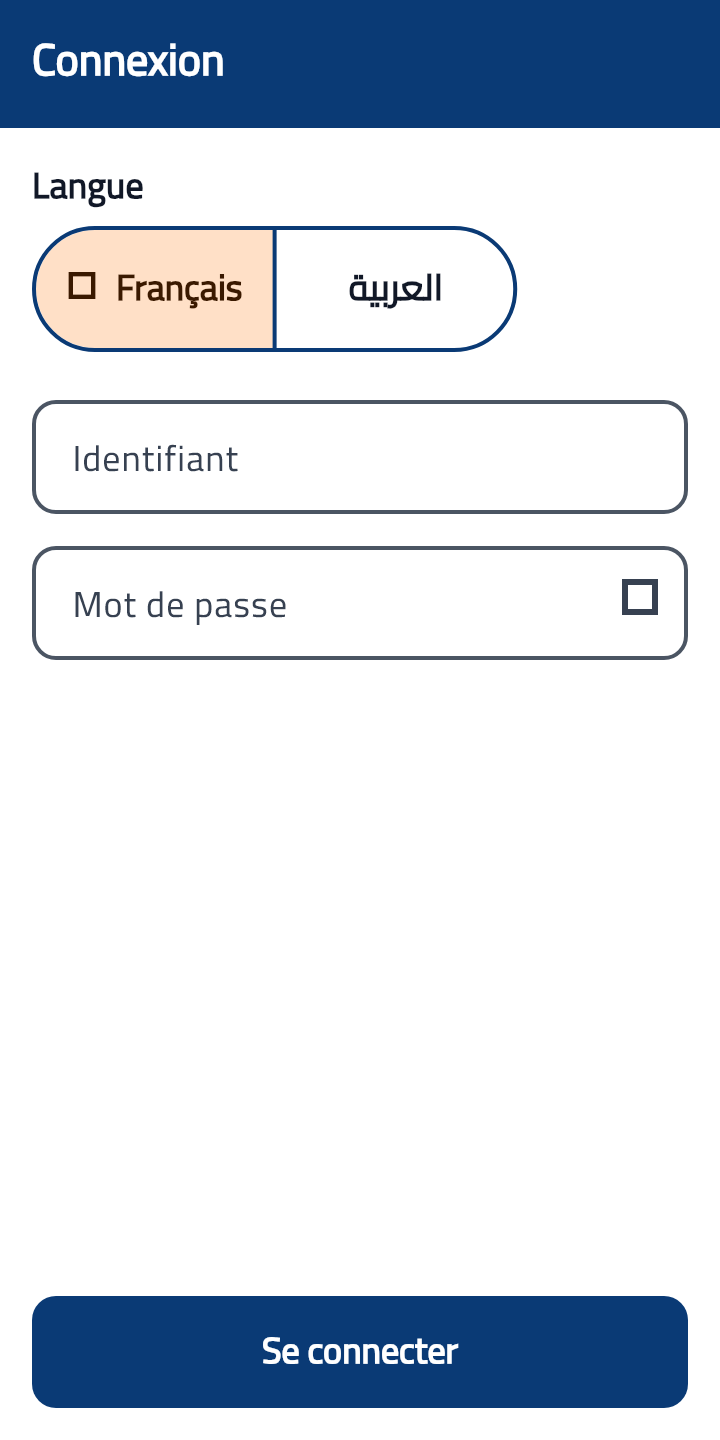 Connexion
Langue
Français العربية
Identifiant
Mot de passe
Se connecter